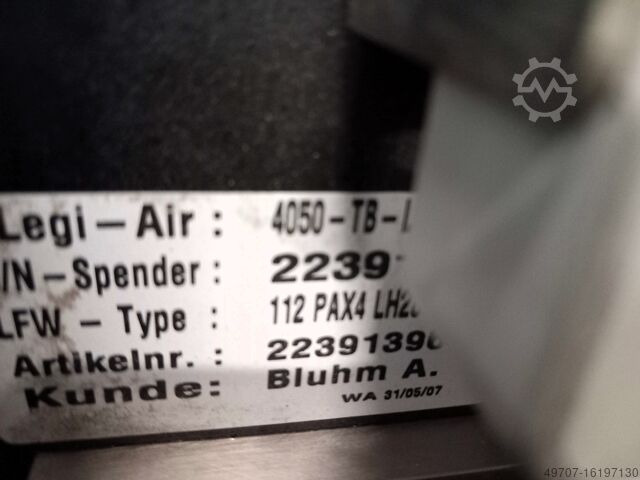 Legi-Air: 4050-TB-
/N-Spender: 2239
LFW - Type: 112 PAX4 LH2
Artikelnr.: 2239139
Kunde: Bluhm A.
WA 31/05/07
49707-16197130